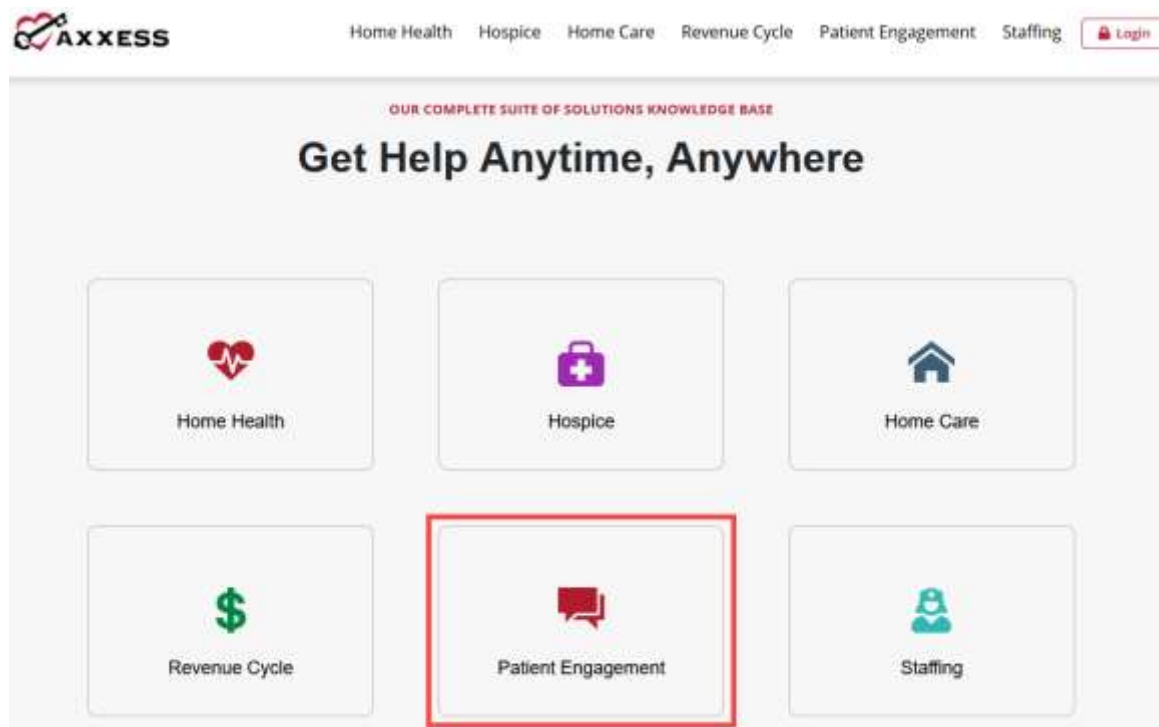 AXXESS
Home Health Hospice Home Care Revenue Cycle Patient Engagement Staffing Login
OUR COMPLETE SUITE OF SOLUTIONS KNOWLEDGE BASE
Get Help Anytime, Anywhere
Home Health Hospice Home Care
$
Revenue Cycle Patient Engagement Staffing